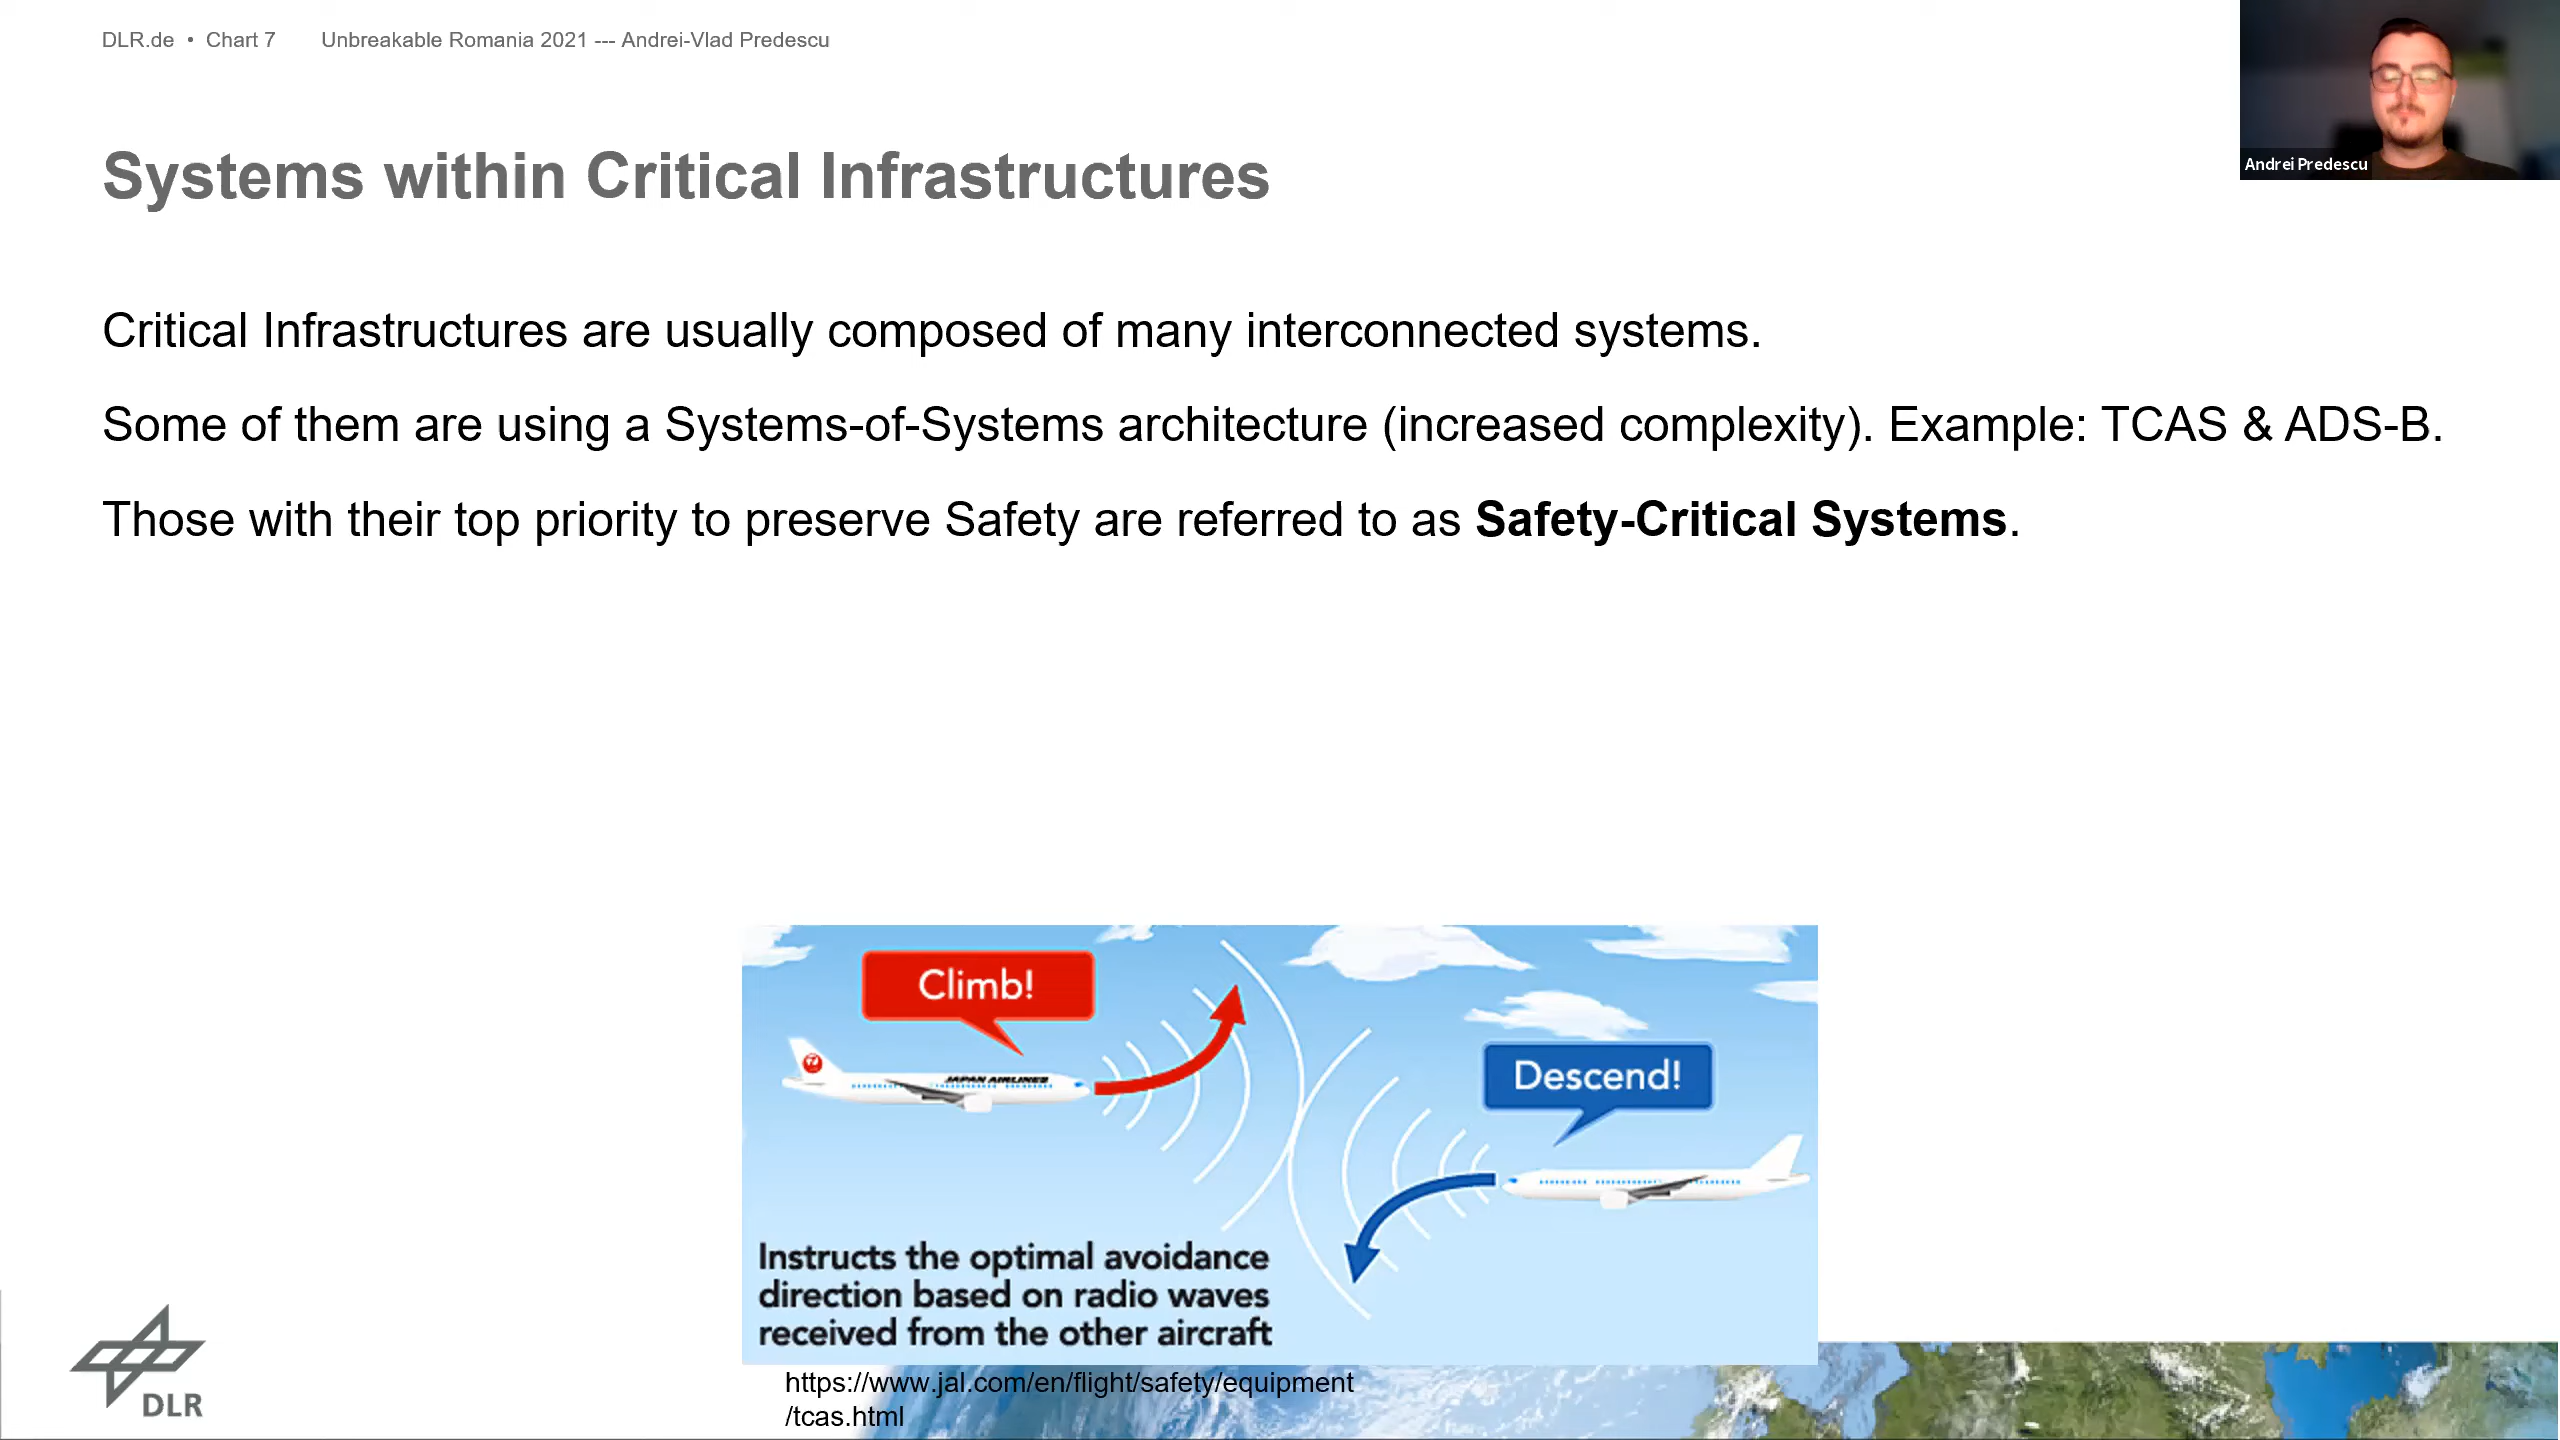 DLR.de • Chart 7 Unbreakable Romania 2021 --- Andrei-Vlad Predescu
Andrei Predescu
Systems within Critical Infrastructures
Critical Infrastructures are usually composed of many interconnected systems.
Some of them are using a Systems-of-Systems architecture (increased complexity). Example: TCAS & ADS-B.
Those with their top priority to preserve Safety are referred to as Safety-Critical Systems.
Climb!
JAPAN AIRLINES
Descend!
Instructs the optimal avoidance
direction based on radio waves
received from the other aircraft
https://www.jal.com/en/flight/safety/equipment
/tcas.html
DLR